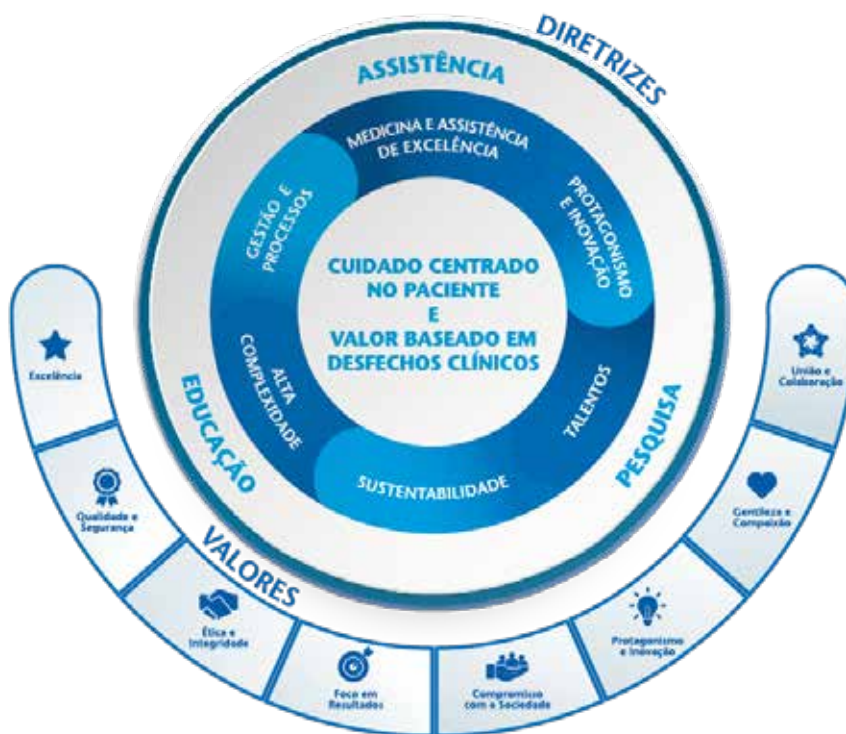 DIRETRIZES
ASSISTÊNCIA
MEDICINA E ASSISTÊNCIA
DE EXCELÊNCIA
PROTAGONISMO
E INOVAÇÃO
TALENTOS
SUSTENTABILIDADE
ALTA
COMPLEXIDADE
GESTÃO E
PROCESSOS
CUIDADO CENTRADO
NO PACIENTE
E
VALOR BASEADO EM
DESFECHOS CLÍNICOS
PESQUISA
EDUCAÇÃO
VALORES
Excelência
Qualidade e
Segurança
Ética e
Integridade
Foco em
Resultados
Compromisso
com a Sociedade
Protagonismo
e Inovação
Gentileza e
Compaixão
União e
Colaboração